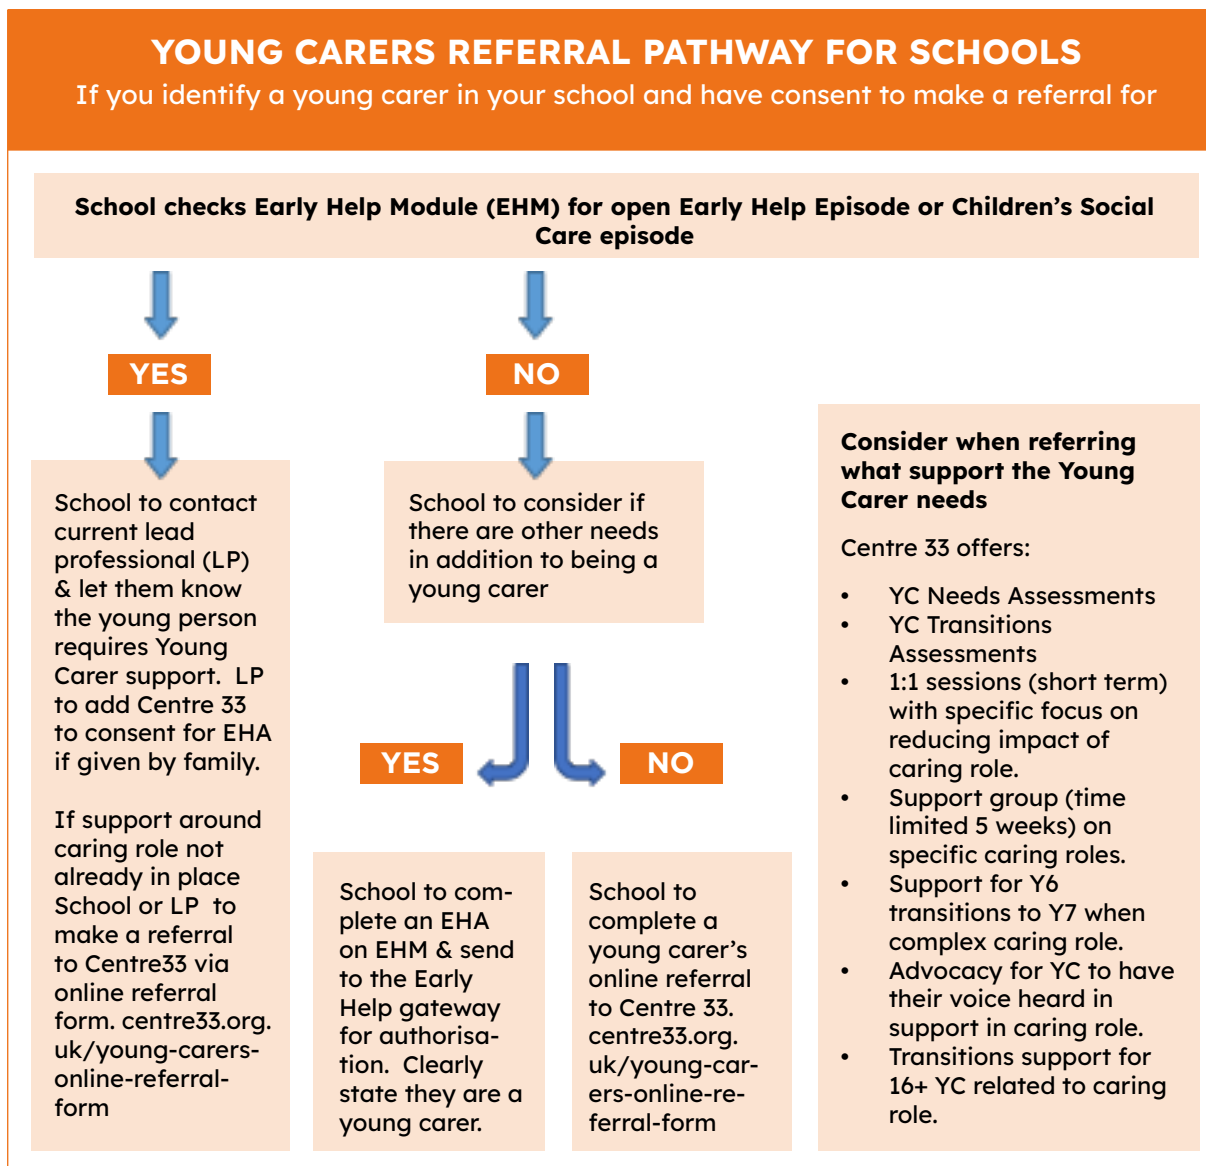 YOUNG CARERS REFERRAL PATHWAY FOR SCHOOLS
If you identify a young carer in your school and have consent to make a referral for
School checks Early Help Module (EHM) for open Early Help Episode or Children’s Social
Care episode
YES
NO
School to contact
current lead
professional (LP)
& let them know
the young person
requires Young
Carer support.  LP
to add Centre 33
to consent for EHA
if given by family.
If support around
caring role not
already in place
School or LP  to
make a referral
to Centre33 via
online referral
form. centre33.org.
uk/young-carers-
online-referral-
form
School to consider if
there are other needs
in addition to being a
young carer
YES
NO
School to com-
plete an EHA
on EHM & send
to the Early
Help gateway
for authorisa-
tion.  Clearly
state they are a
young carer.
School to
complete a
young carer’s
online referral
to Centre 33.
centre33.org.
uk/young-car-
ers-online-re-
ferral-form
Consider when referring
what support the Young
Carer needs
Centre 33 offers:
• YC Needs Assessments
• YC Transitions
Assessments
• 1:1 sessions (short term)
with specific focus on
reducing impact of
caring role.
• Support group (time
limited 5 weeks) on
specific caring roles.
• Support for Y6
transitions to Y7 when
complex caring role.
• Advocacy for YC to have
their voice heard in
support in caring role.
• Transitions support for
16+ YC related to caring
role.